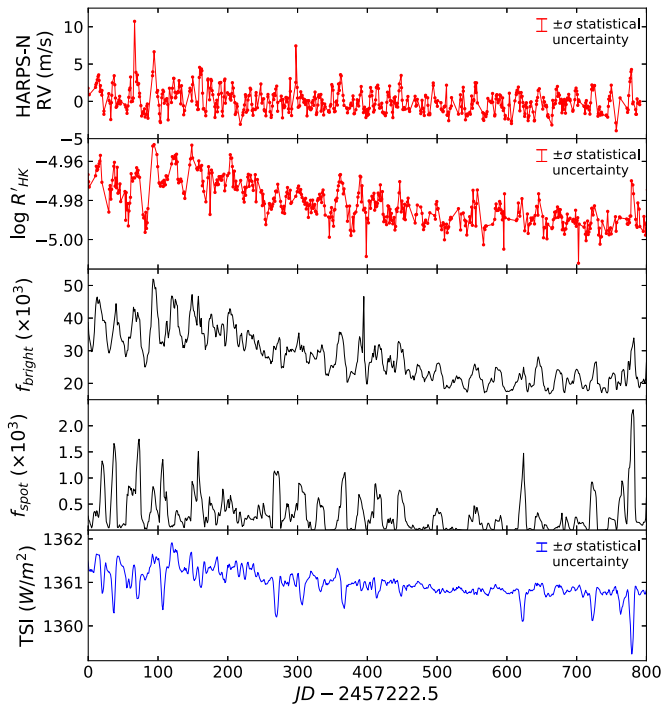 HARPS-N
RV (m/s)
10
5
0
−5
±σ statistical
uncertainty
log R′HK
−4.96
−4.98
−5.00
±σ statistical
uncertainty
f_bright (×10³)
50
40
30
20
f_spot (×10³)
2.0
1.5
1.0
0.5
TSI (W/m²)
1362
1361
1360
±σ statistical
uncertainty
0 100 200 300 400 500 600 700 800
JD − 2457222.5